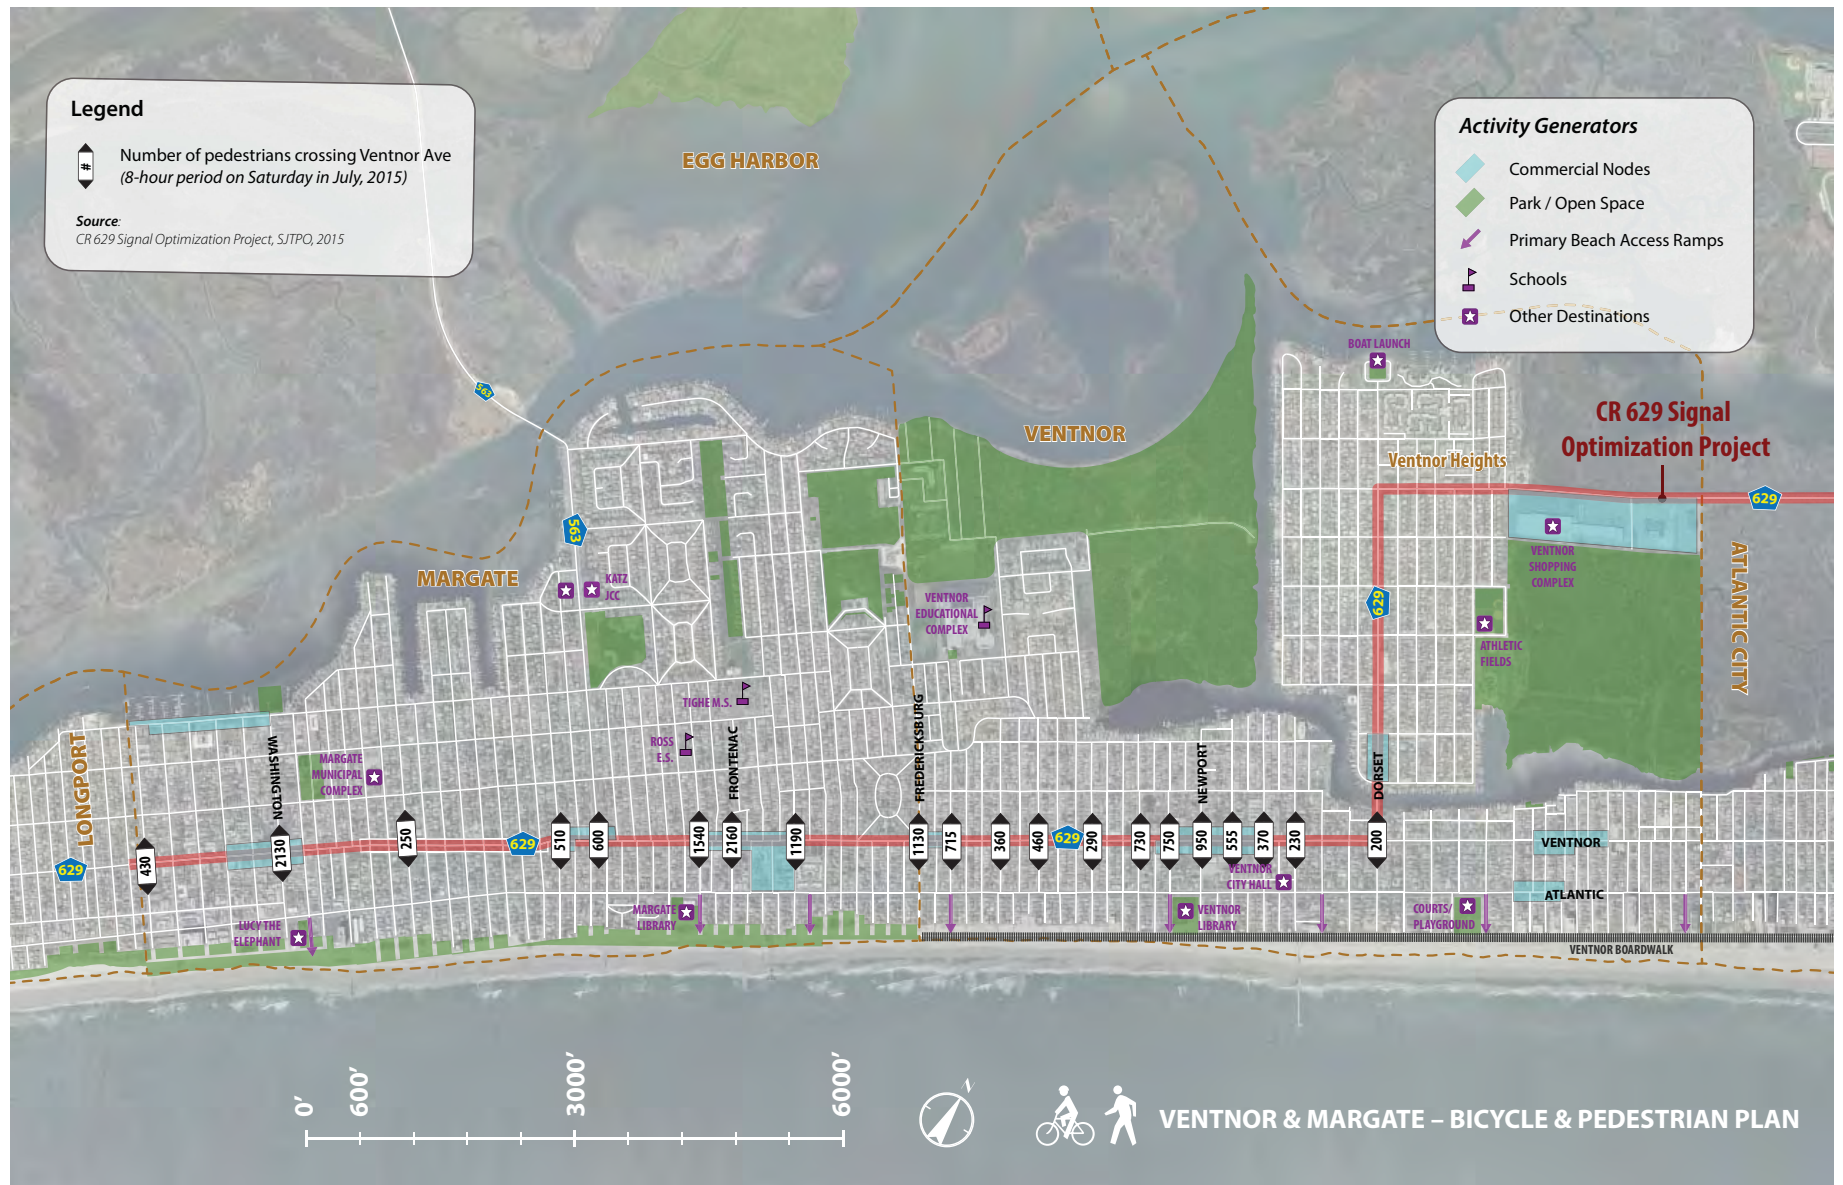 Legend
#
Number of pedestrians crossing Ventnor Ave
(8-hour period on Saturday in July, 2015)
Source:
CR 629 Signal Optimization Project, SJTPO, 2015
Activity Generators
Commercial Nodes
Park / Open Space
Primary Beach Access Ramps
Schools
Other Destinations
EGG HARBOR
563
BOAT LAUNCH
CR 629 Signal
Optimization Project
VENTNOR
Ventnor Heights
629
563
VENTNOR
SHOPPING
COMPLEX
ATLANTIC CITY
MARGATE
KATZ
JCC
VENTNOR
EDUCATIONAL
COMPLEX
629
ATHLETIC
FIELDS
TIGHE M.S.
ROSS
E.S.
LONGPORT
WASHINGTON
MARGATE
MUNICIPAL
COMPLEX
FRONTENAC
FREDERICKSBURG
NEWPORT
DORSET
629
430
2130
250
629
510
600
1540
2160
1190
1130
715
360
460
629
290
730
750
950
555
370
230
200
VENTNOR
ATLANTIC
VENTNOR
CITY HALL
LUCY THE
ELEPHANT
MARGATE
LIBRARY
VENTNOR
LIBRARY
COURTS/
PLAYGROUND
VENTNOR BOARDWALK
0'
600'
3000'
6000'
N
VENTNOR & MARGATE – BICYCLE & PEDESTRIAN PLAN